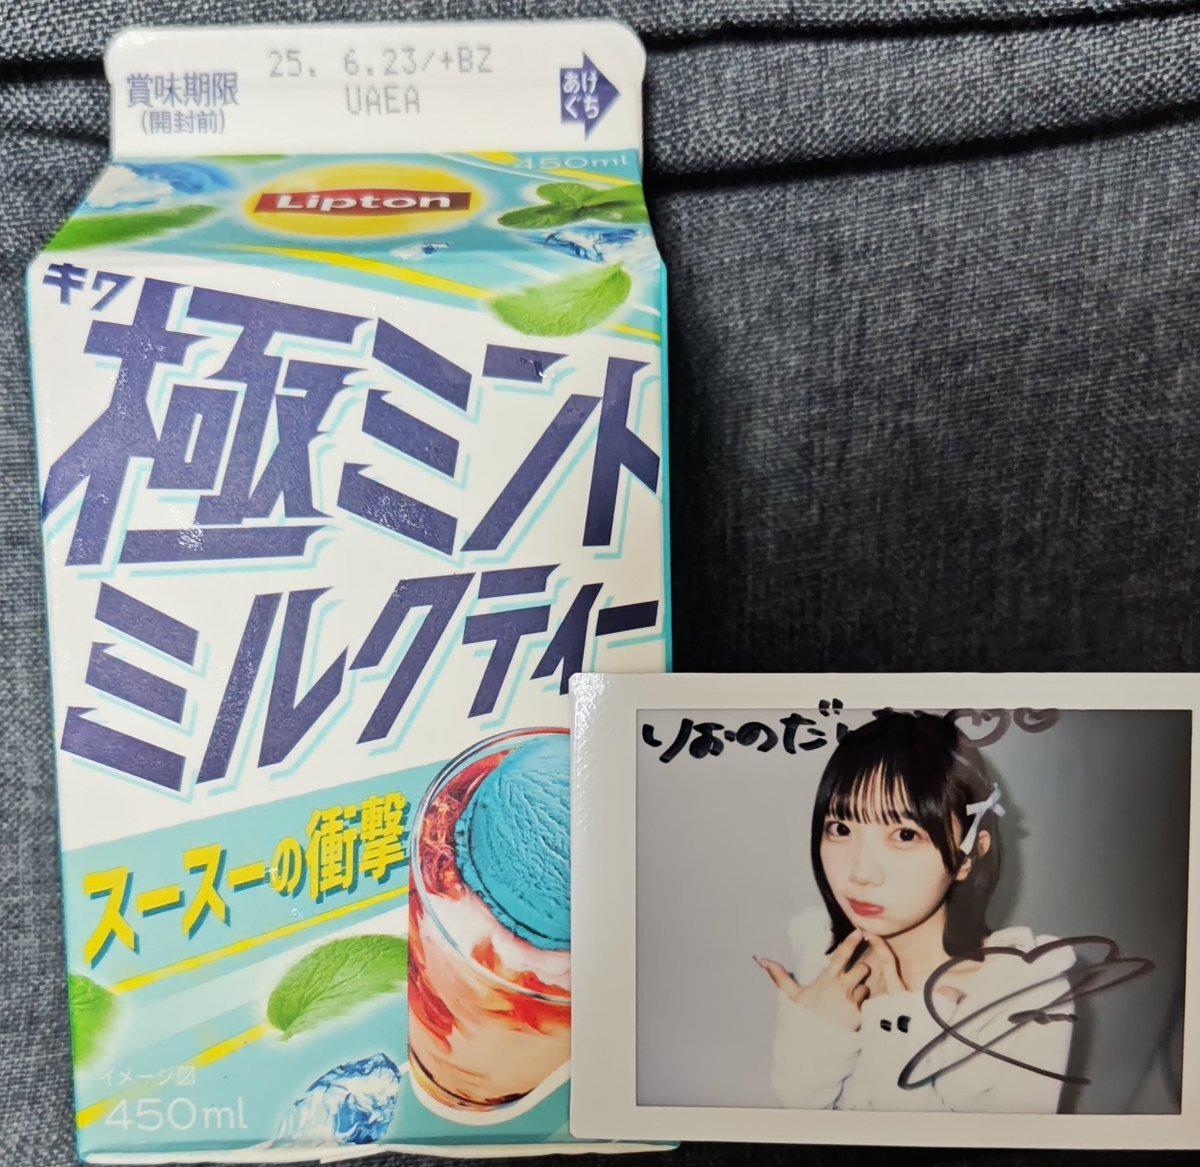 25. 6.23/+BZ
UAEA
賞味期限
(開封前)
あけ
ぐち
450ml
Lipton
キワ
極ミント
ミルクティー
スースーの衝撃
イメージ図
450ml
りおのだ